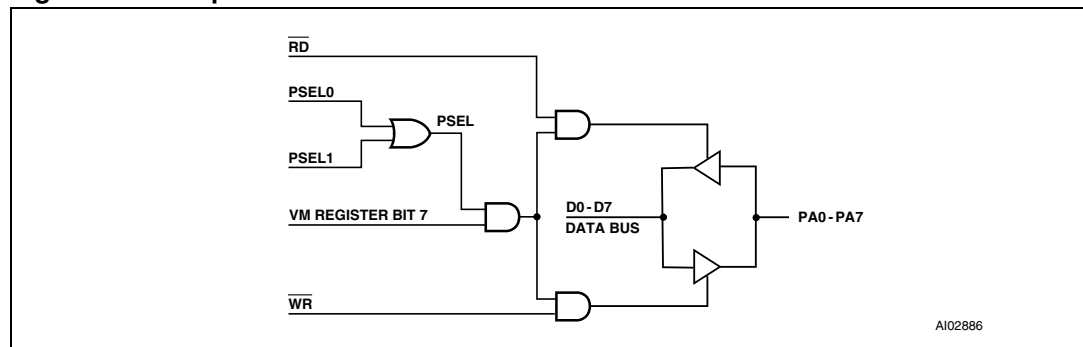 RD
PSEL0
PSEL
PSEL1
VM REGISTER BIT 7
D0-D7
DATA BUS
PA0-PA7
WR
AI02886